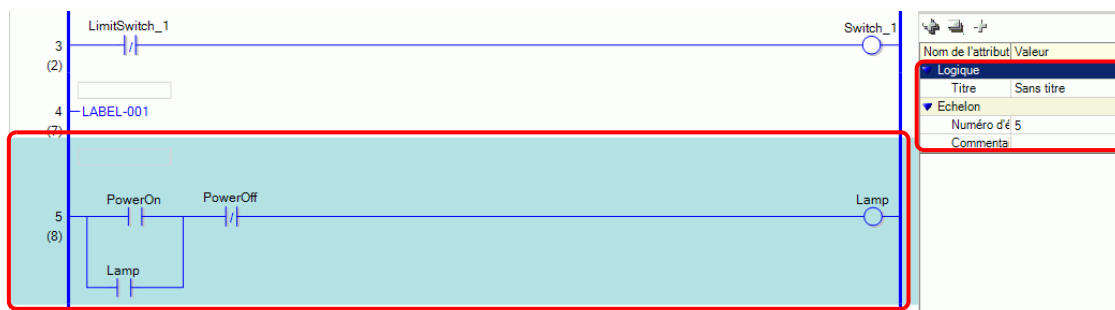 LimitSwitch_1
Switch_1
3
(2)
4
LABEL-001
(7)
PowerOn
PowerOff
Lamp
5
(8)
Lamp
Nom de l'attribut Valeur
Logique
Titre Sans titre
Echelon
Numéro d'é 5
Commenta